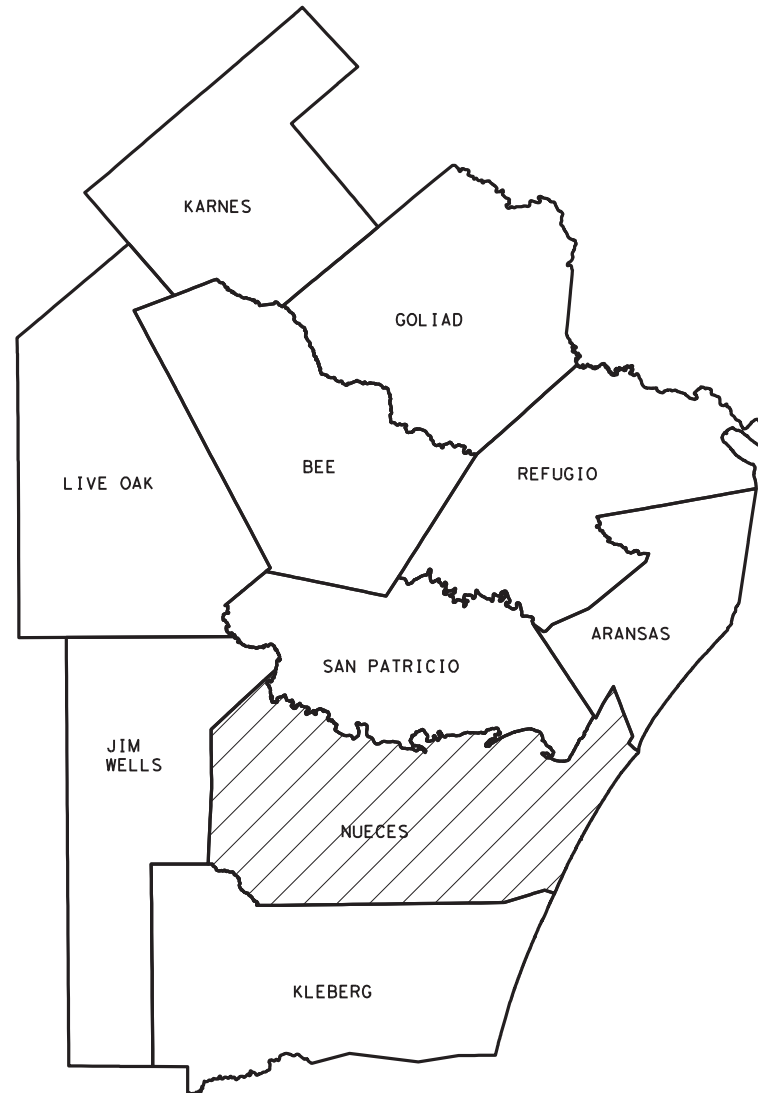 KARNES
GOLIAD
BEE
REFUGIO
LIVE OAK
ARANSAS
SAN PATRICIO
JIM
WELLS
NUECES
KLEBERG